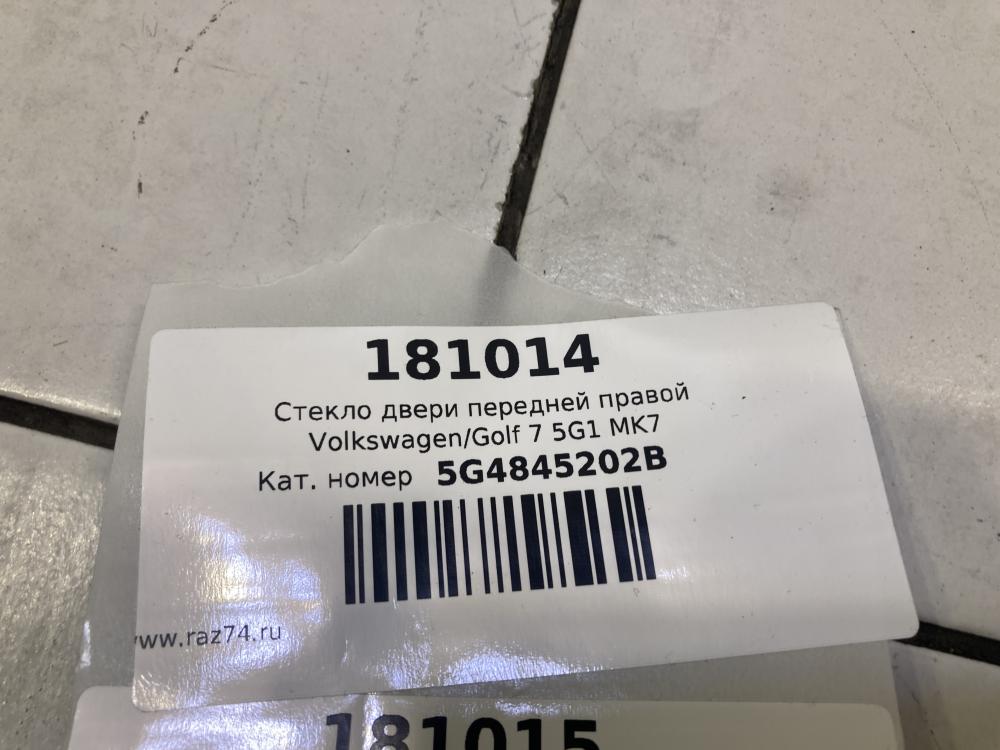 181014
Стекло двери передней правой
Volkswagen/Golf 7 5G1 MK7
Кат. номер 5G4845202B
www.raz74.ru
181015